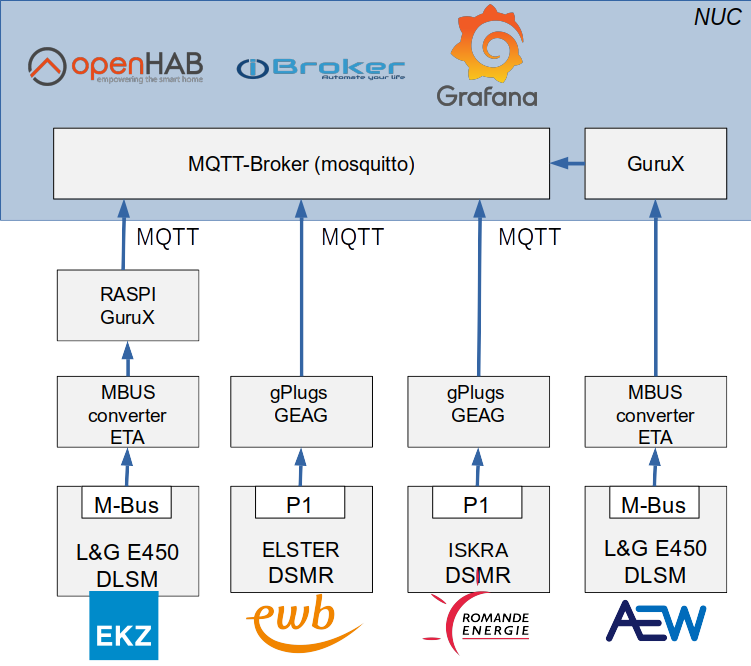 NUC
openHAB
empowering the smart home
ioBroker
Automate your life
Grafana
MQTT-Broker (mosquitto)
GuruX
MQTT
MQTT
MQTT
RASPI
GuruX
MBUS
converter
ETA
gPlugs
GEAG
gPlugs
GEAG
MBUS
converter
ETA
M-Bus
L&G E450
DLSM
P1
ELSTER
DSMR
P1
ISKRA
DSMR
M-Bus
L&G E450
DLSM
EKZ
ewb
ROMANDE
ENERGIE
AEW